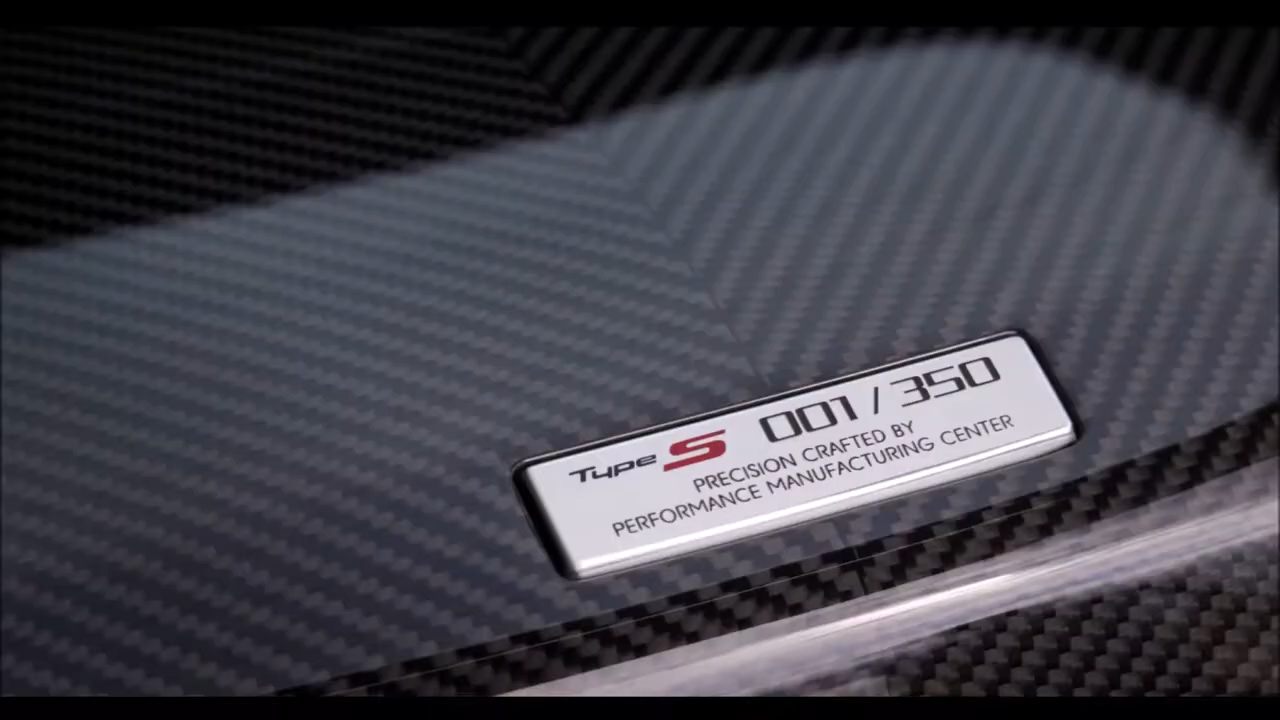 Type S 001 / 350
PRECISION CRAFTED BY
PERFORMANCE MANUFACTURING CENTER